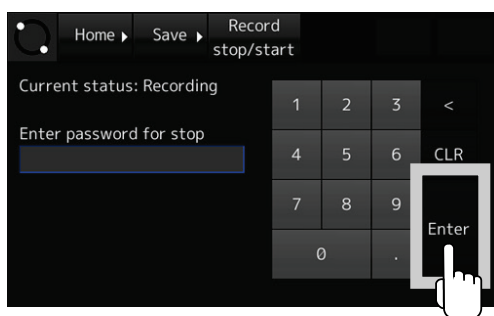 Home Save Record
stop/start
Current status: Recording
Enter password for stop
1 2 3 <
4 5 6 CLR
7 8 9
Enter
0 .